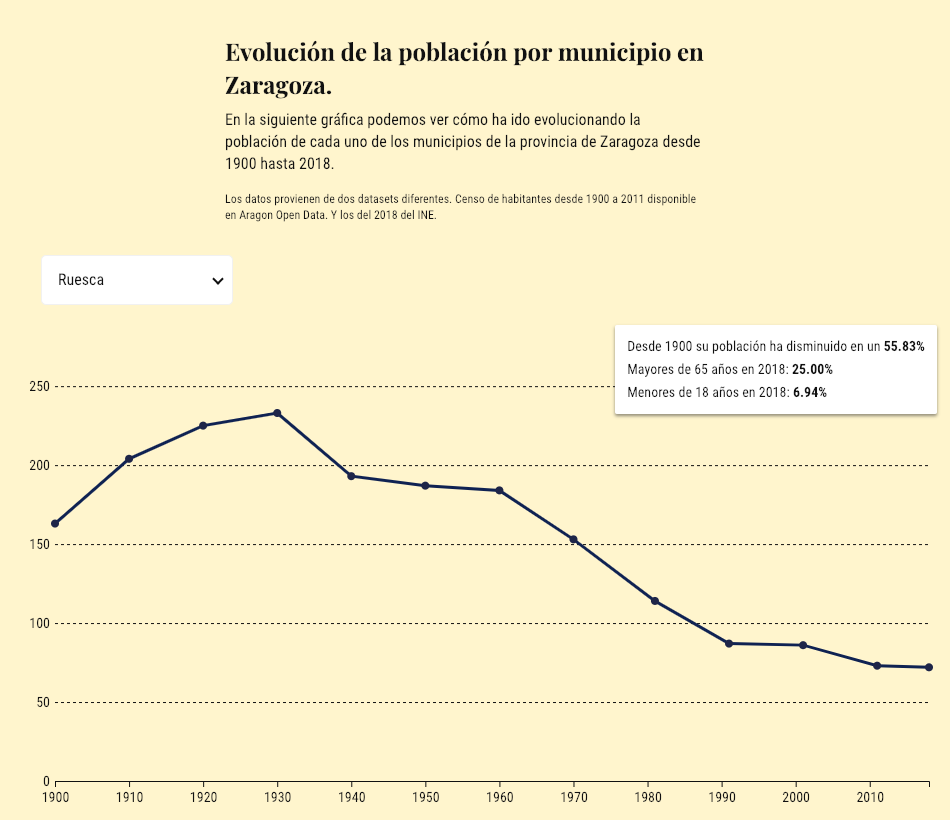 Evolución de la población por municipio en
Zaragoza.
En la siguiente gráfica podemos ver cómo ha ido evolucionando la
población de cada uno de los municipios de la provincia de Zaragoza desde
1900 hasta 2018.
Los datos provienen de dos datasets diferentes. Censo de habitantes desde 1900 a 2011 disponible
en Aragon Open Data. Y los del 2018 del INE.
Ruesca
Desde 1900 su población ha disminuido en un 55.83%
Mayores de 65 años en 2018: 25.00%
Menores de 18 años en 2018: 6.94%
250
200
150
100
50
0
1900 1910 1920 1930 1940 1950 1960 1970 1980 1990 2000 2010